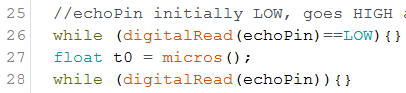 25 //echoPin initially LOW, goes HIGH
26 while (digitalRead(echoPin)==LOW){}
27 float t0 = micros();
28 while (digitalRead(echoPin)){}